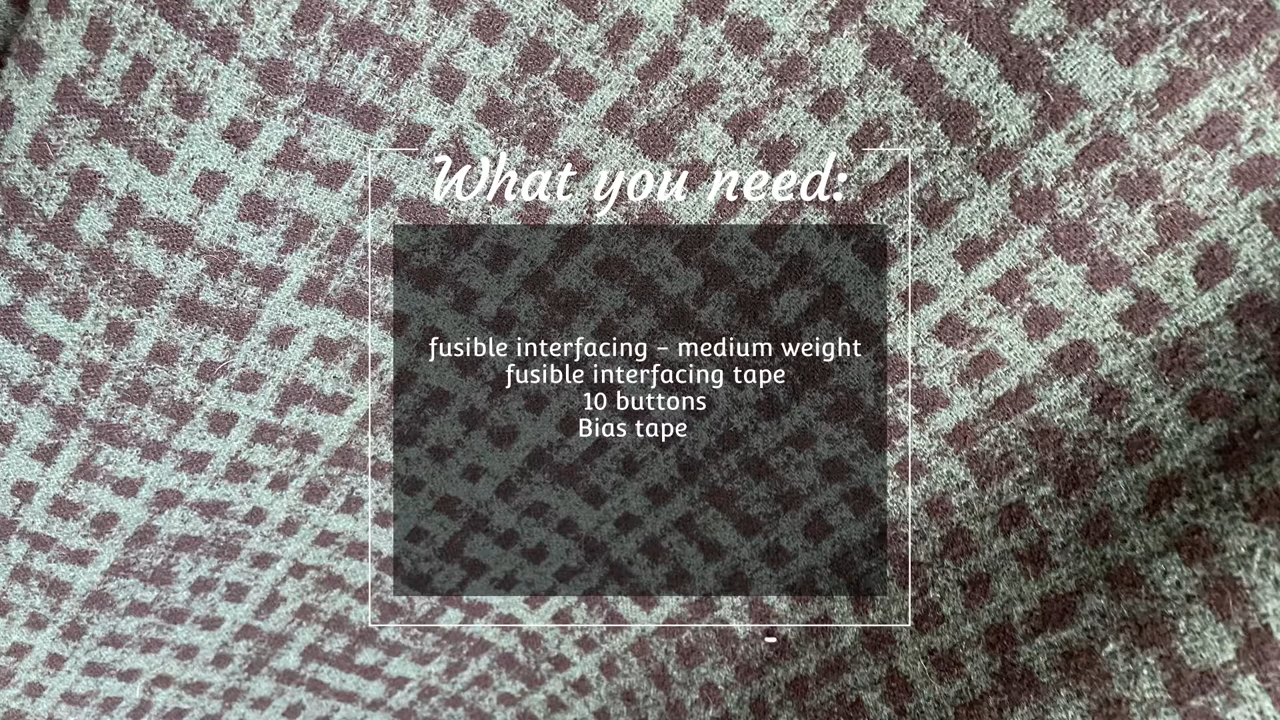 What you need:
fusible interfacing – medium weight
fusible interfacing tape
10 buttons
Bias tape
-